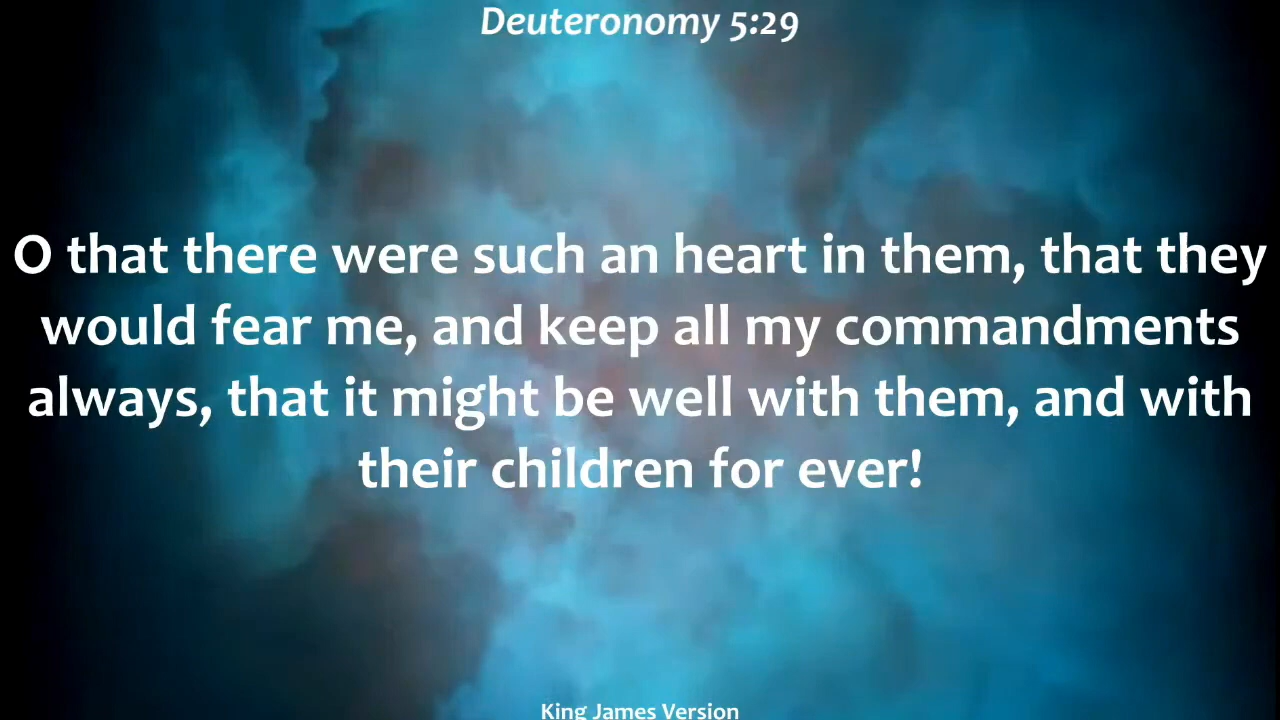 Deuteronomy 5:29
O that there were such an heart in them, that they
would fear me, and keep all my commandments
always, that it might be well with them, and with
their children for ever!
King James Version